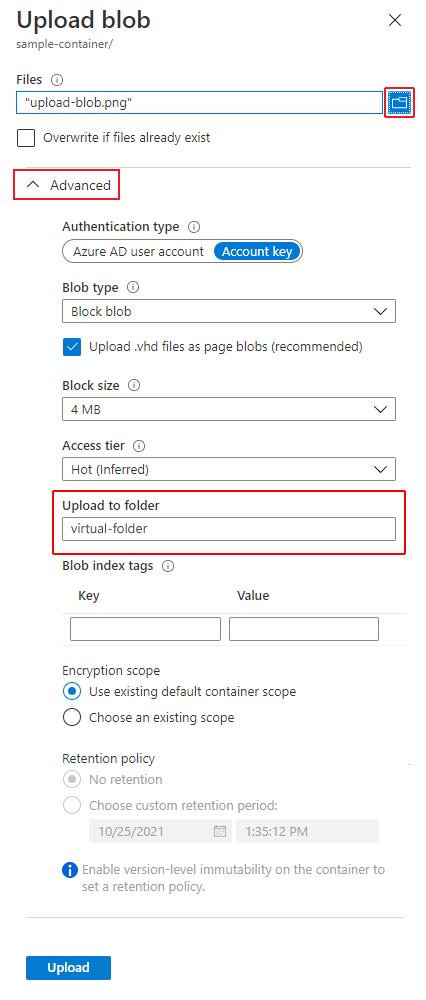 Upload blob
sample-container/
Files
"upload-blob.png"
Overwrite if files already exist
Advanced
Authentication type
Azure AD user account Account key
Blob type
Block blob
Upload .vhd files as page blobs (recommended)
Block size
4 MB
Access tier
Hot (Inferred)
Upload to folder
virtual-folder
Blob index tags
Key Value
Encryption scope
Use existing default container scope
Choose an existing scope
Retention policy
No retention
Choose custom retention period:
10/25/2021 1:35:12 PM
Enable version-level immutability on the container to
set a retention policy.
Upload